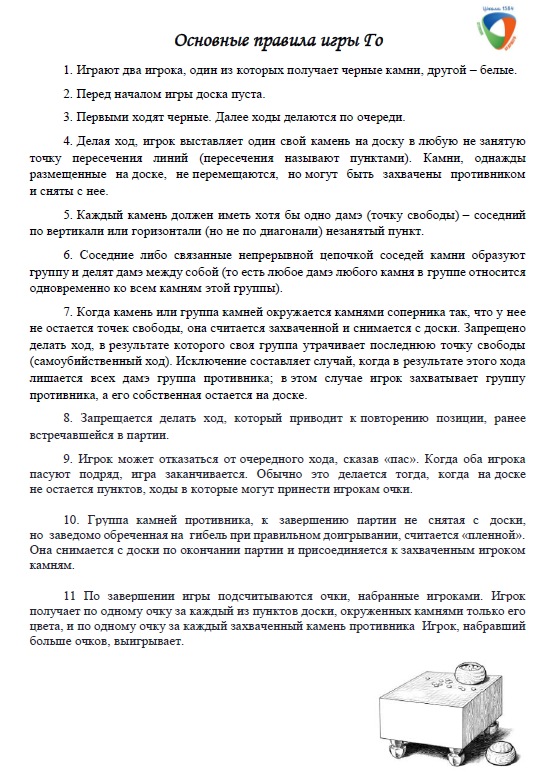 Школа 1584
Основные правила игры Го
1. Играют два игрока, один из которых получает черные камни, другой – белые.
2. Перед началом игры доска пуста.
3. Первыми ходят черные. Далее ходы делаются по очереди.
4. Делая ход, игрок выставляет один свой камень на доску в любую не занятую
точку пересечения линий (пересечения называют пунктами). Камни, однажды
размещенные на доске, не перемещаются, но могут быть захвачены противником
и сняты с нее.
5. Каждый камень должен иметь хотя бы одно дамэ (точку свободы) – соседний
по вертикали или горизонтали (но не по диагонали) незанятый пункт.
6. Соседние либо связанные непрерывной цепочкой соседей камни образуют
группу и делят дамэ между собой (то есть любое дамэ любого камня в группе относится
одновременно ко всем камням этой группы).
7. Когда камень или группа камней окружается камнями соперника так, что у нее
не остается точек свободы, она считается захваченной и снимается с доски. Запрещено
делать ход, в результате которого своя группа утрачивает последнюю точку свободы
(самоубийственный ход). Исключение составляет случай, когда в результате этого хода
лишается всех дамэ группа противника; в этом случае игрок захватывает группу
противника, а его собственная остается на доске.
8. Запрещается делать ход, который приводит к повторению позиции, ранее
встречавшейся в партии.
9. Игрок может отказаться от очередного хода, сказав «пас». Когда оба игрока
пасуют подряд, игра заканчивается. Обычно это делается тогда, когда на доске
не остается пунктов, ходы в которые могут принести игрокам очки.
10. Группа камней противника, к завершению партии не снятая с доски,
но заведомо обреченная на гибель при правильном доигрывании, считается «пленной».
Она снимается с доски по окончании партии и присоединяется к захваченным игроком
камням.
11 По завершении игры подсчитываются очки, набранные игроками. Игрок
получает по одному очку за каждый из пунктов доски, окруженных камнями только его
цвета, и по одному очку за каждый захваченный камень противника Игрок, набравший
больше очков, выигрывает.